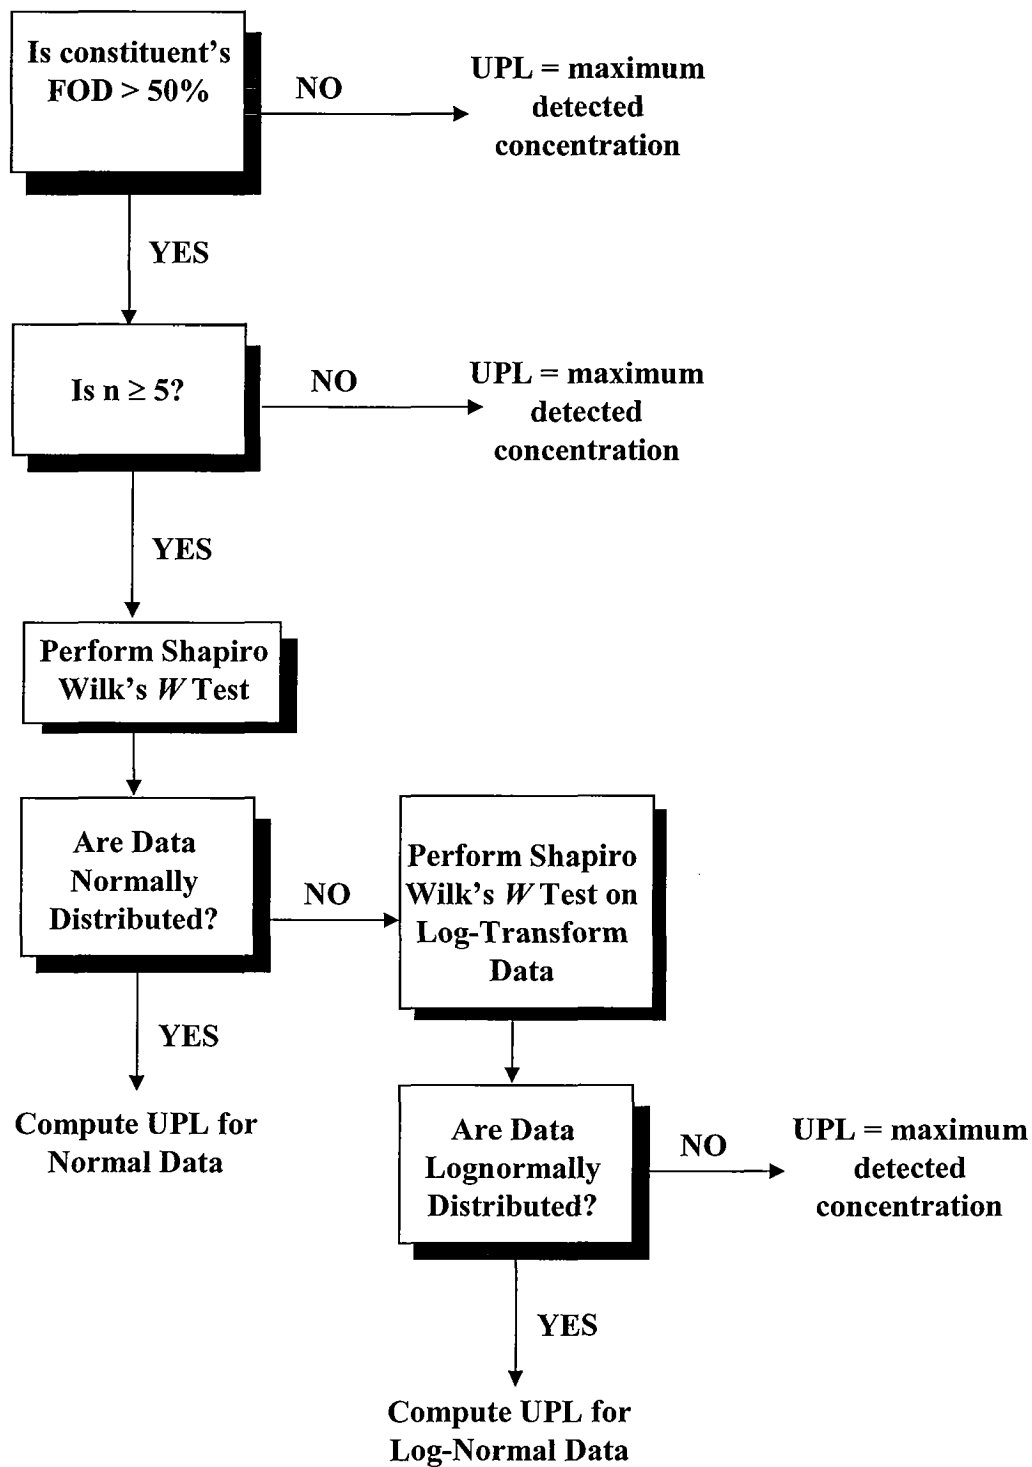 Is constituent's
FOD > 50%
NO
UPL = maximum
detected
concentration
YES
Is n ≥ 5?
NO
UPL = maximum
detected
concentration
YES
Perform Shapiro
Wilk's W Test
Are Data
Normally
Distributed?
NO
Perform Shapiro
Wilk's W Test on
Log-Transform
Data
YES
Compute UPL for
Normal Data
Are Data
Lognormally
Distributed?
NO
UPL = maximum
detected
concentration
YES
Compute UPL for
Log-Normal Data